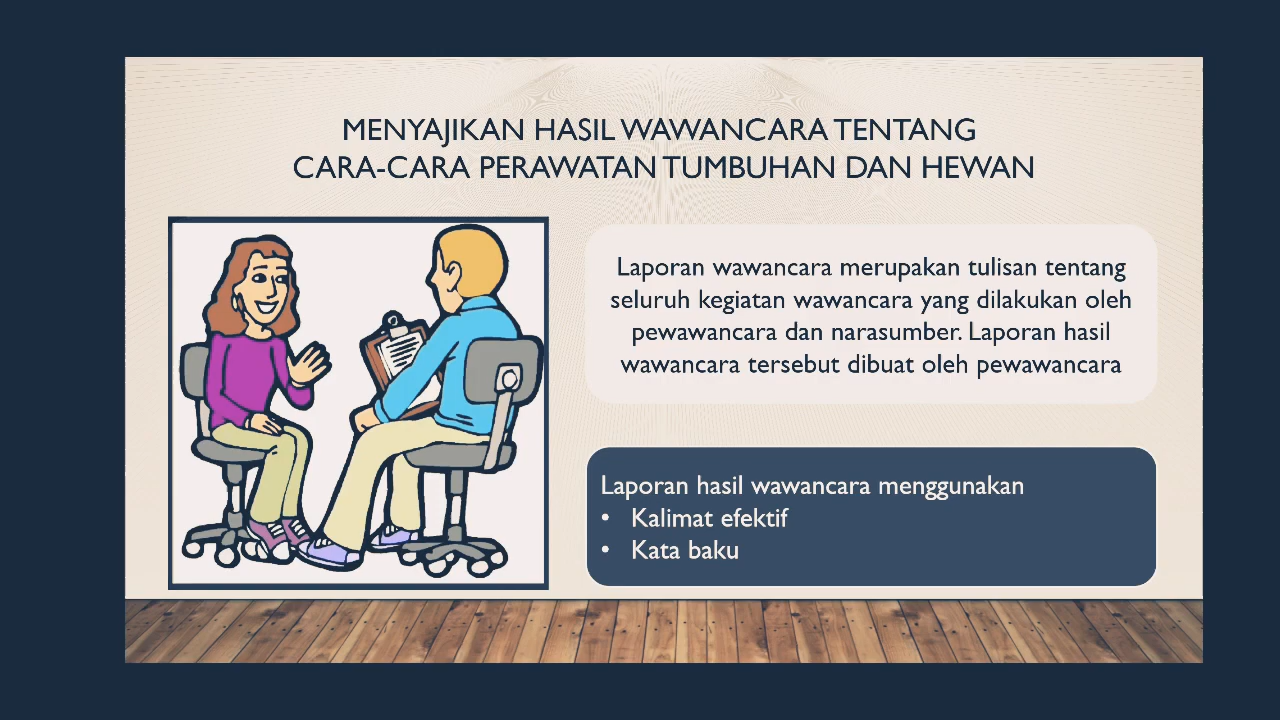 MENYAJIKAN HASIL WAWANCARA TENTANG
CARA-CARA PERAWATAN TUMBUHAN DAN HEWAN
Laporan wawancara merupakan tulisan tentang
seluruh kegiatan wawancara yang dilakukan oleh
pewawancara dan narasumber. Laporan hasil
wawancara tersebut dibuat oleh pewawancara
Laporan hasil wawancara menggunakan
• Kalimat efektif
• Kata baku